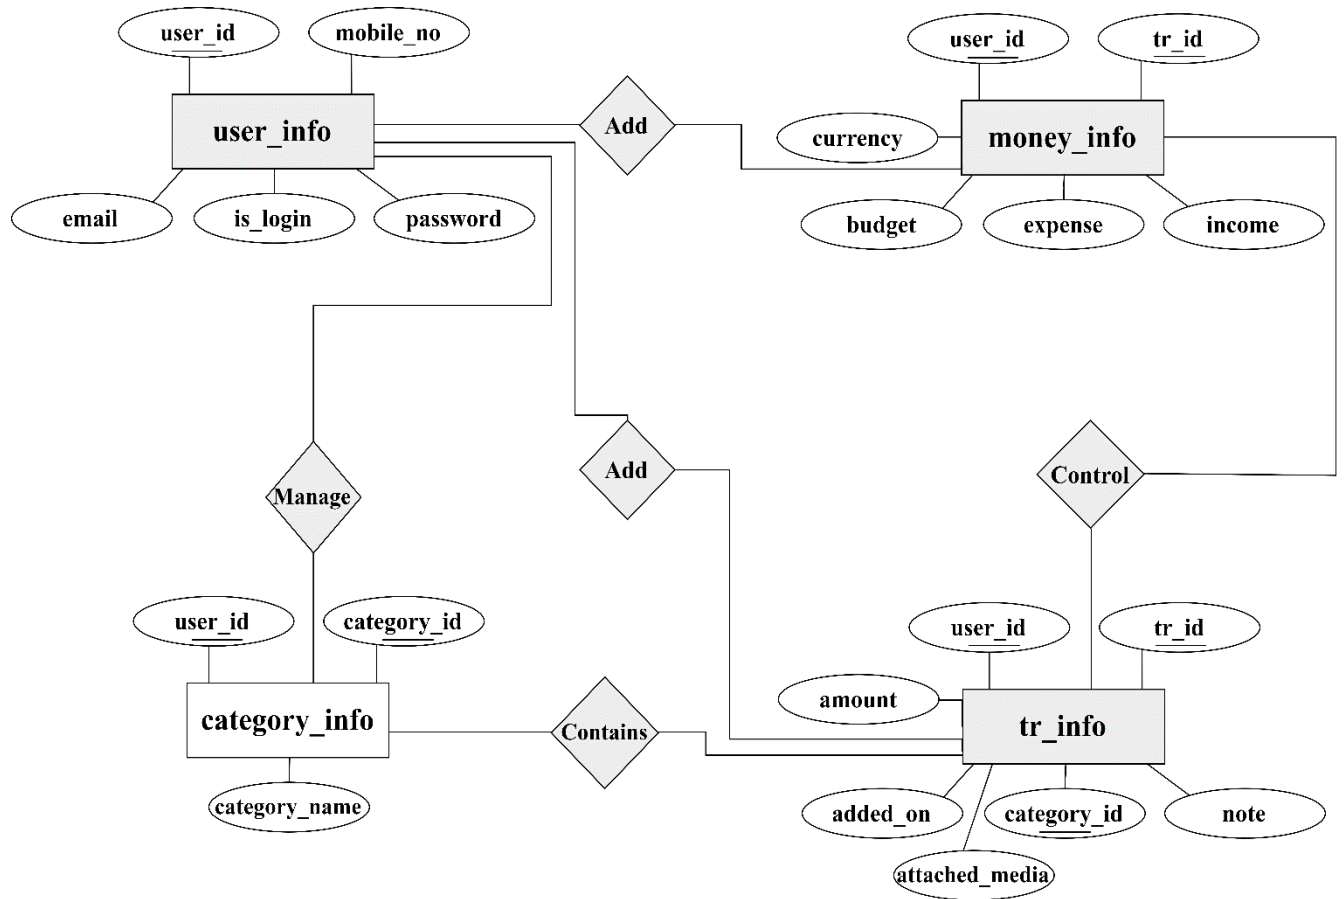 user_id
mobile_no
user_info
email
is_login
password
Add
user_id
tr_id
currency
money_info
budget
expense
income
Manage
Add
Control
user_id
category_id
category_info
category_name
Contains
user_id
tr_id
amount
tr_info
added_on
category_id
note
attached_media